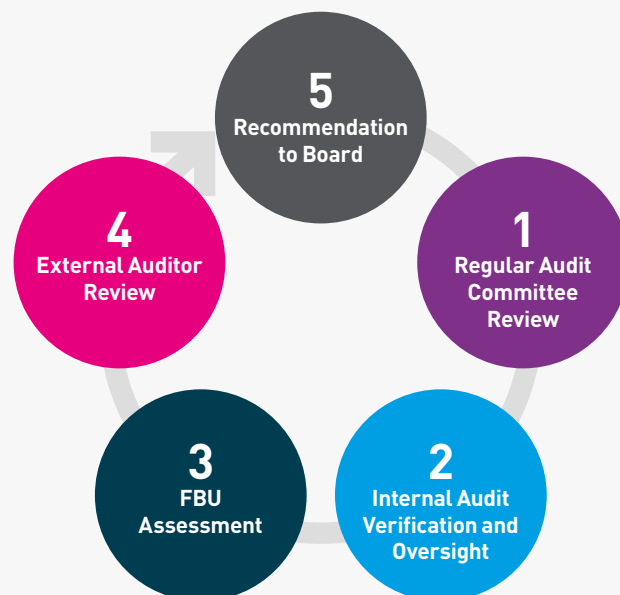 5
Recommendation
to Board
4
External Auditor
Review
1
Regular Audit
Committee
Review
3
FBU
Assessment
2
Internal Audit
Verification and
Oversight